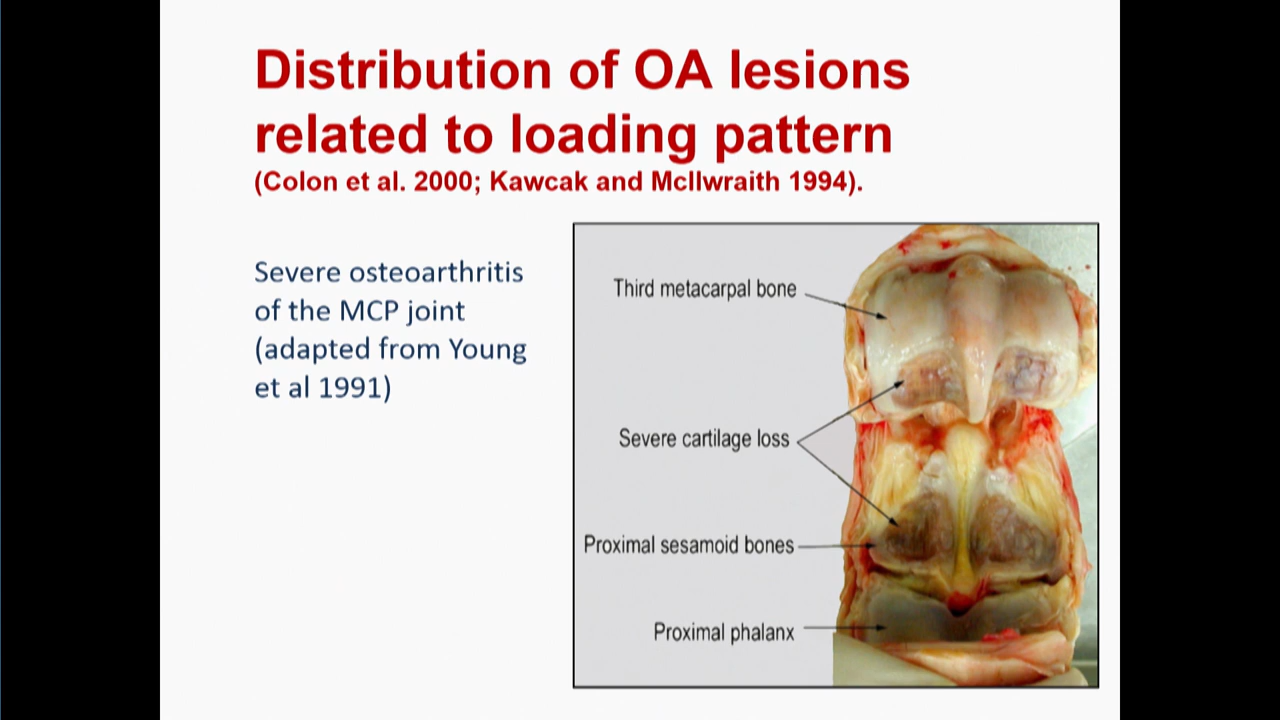 Distribution of OA lesions
related to loading pattern
(Colon et al. 2000; Kawcak and McIlwraith 1994).
Severe osteoarthritis
of the MCP joint
(adapted from Young
et al 1991)
Third metacarpal bone
Severe cartilage loss
Proximal sesamoid bones
Proximal phalanx